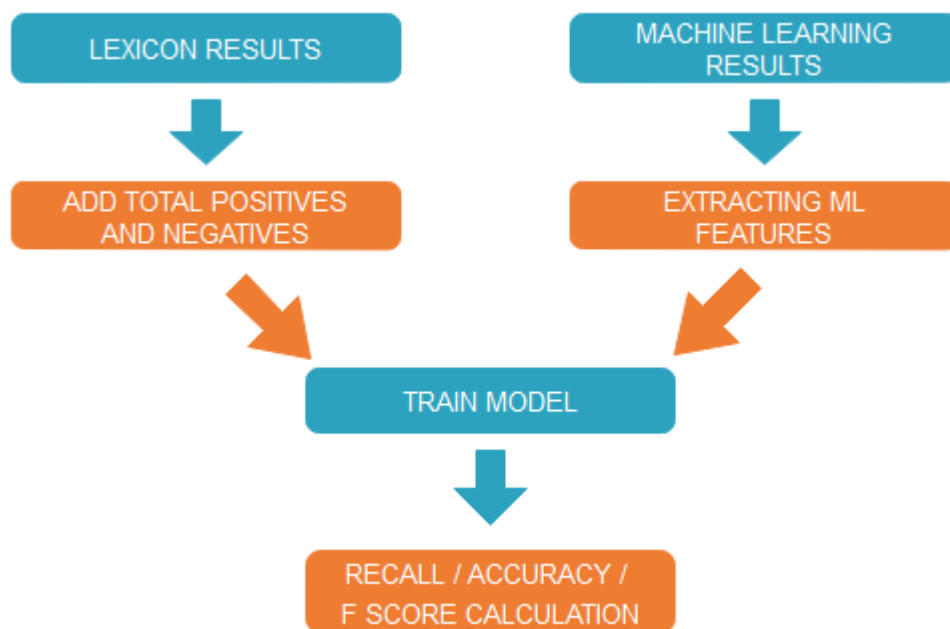 LEXICON RESULTS
MACHINE LEARNING
RESULTS
ADD TOTAL POSITIVES
AND NEGATIVES
EXTRACTING ML
FEATURES
TRAIN MODEL
RECALL / ACCURACY /
F SCORE CALCULATION